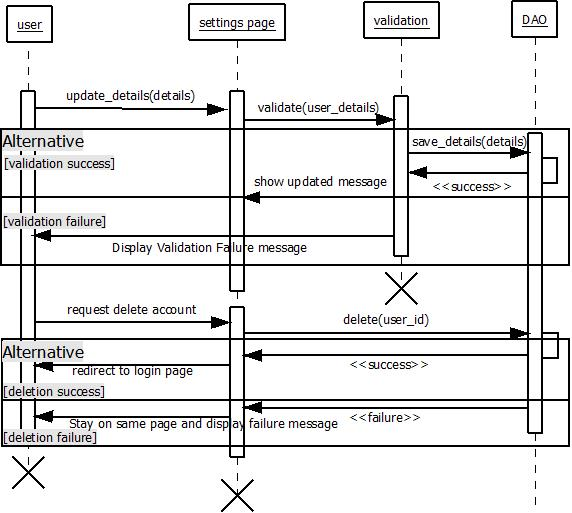 user
settings page
validation
DAO
update_details(details)
validate(user_details)
Alternative
save_details(details)
[validation success]
show updated message
<<success>>
[validation failure]
Display Validation Failure message
request delete account
delete(user_id)
Alternative
<<success>>
redirect to login page
[deletion success]
<<failure>>
Stay on same page and display failure message
[deletion failure]